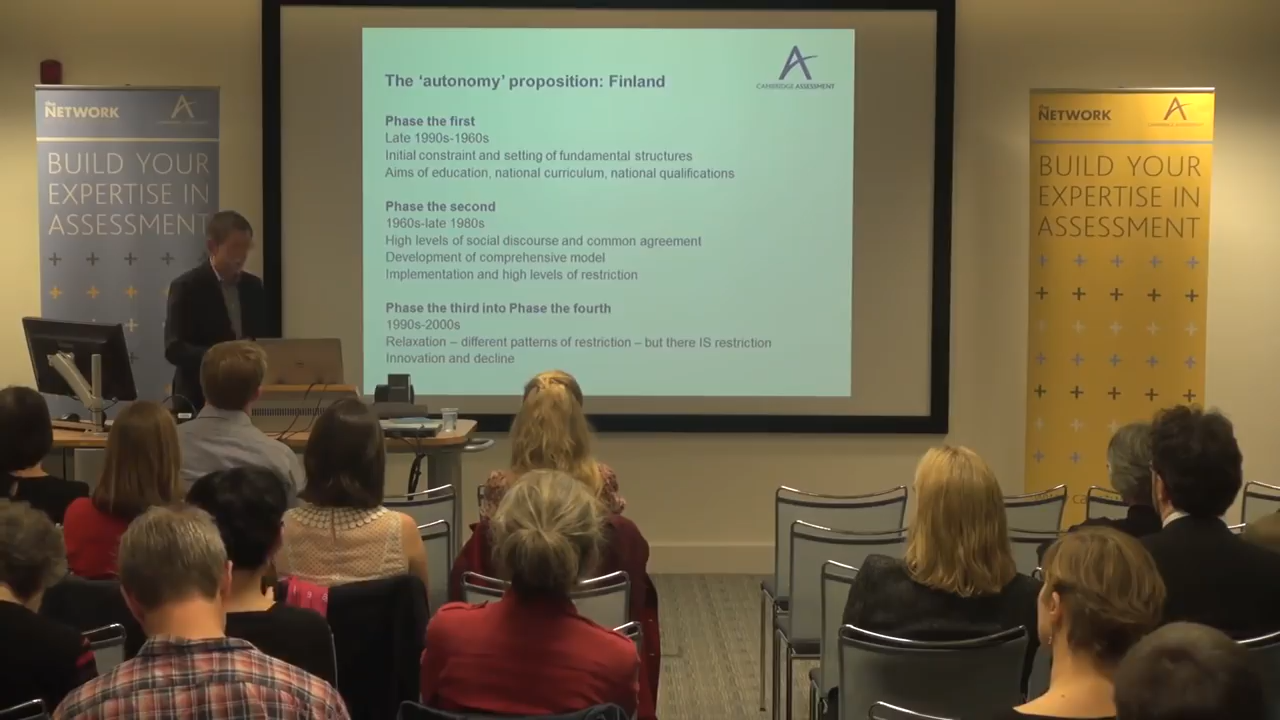 The ‘autonomy’ proposition: Finland
CAMBRIDGE ASSESSMENT
Phase the first
Late 1990s-1960s
Initial constraint and setting of fundamental structures
Aims of education, national curriculum, national qualifications
Phase the second
1960s-late 1980s
High levels of social discourse and common agreement
Development of comprehensive model
Implementation and high levels of restriction
Phase the third into Phase the fourth
1990s-2000s
Relaxation – different patterns of restriction – but there IS restriction
Innovation and decline
the NETWORK
BUILD YOUR
EXPERTISE IN
ASSESSMENT
the NETWORK
BUILD YOUR
EXPERTISE IN
ASSESSMENT